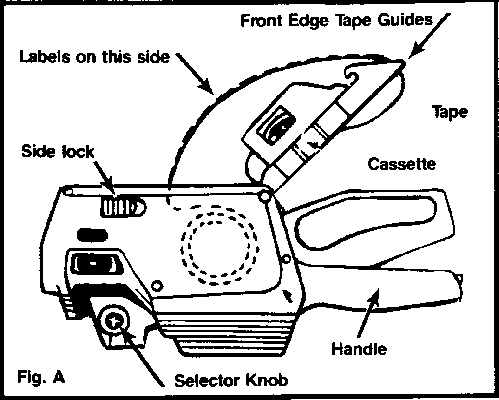 Front Edge Tape Guides
Labels on this side
Tape
Side lock
Cassette
Handle
Fig. A
Selector Knob